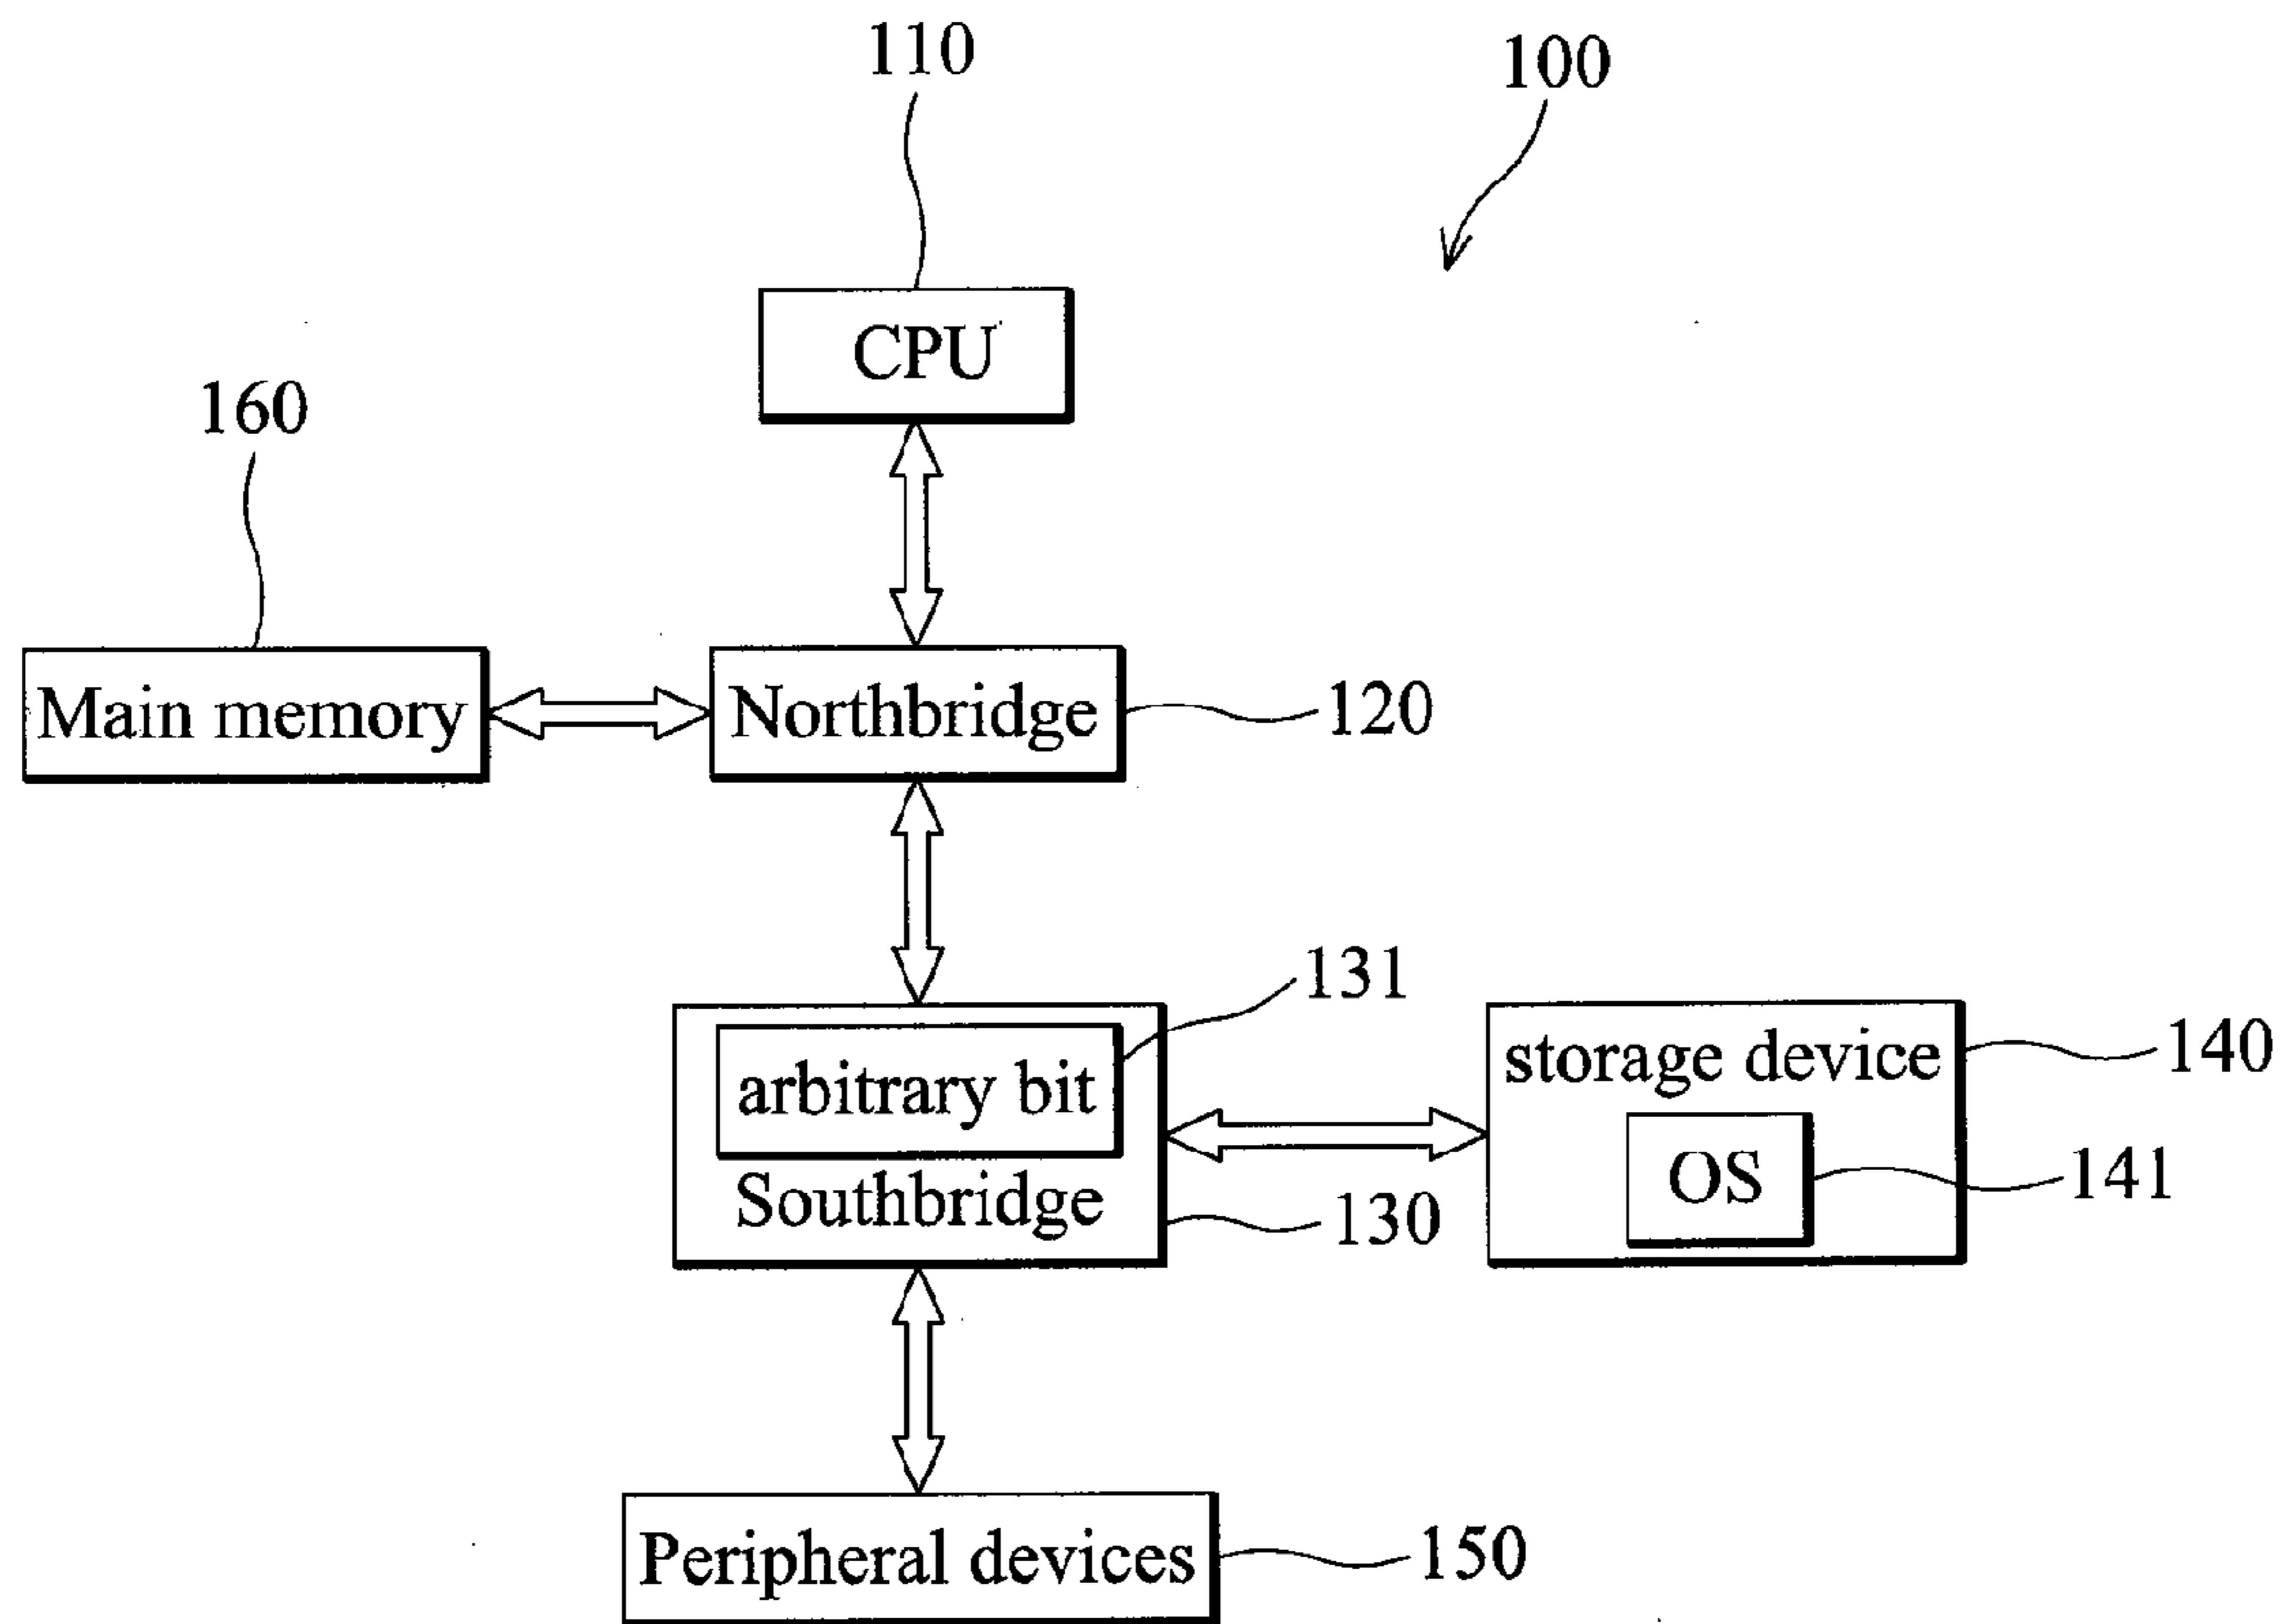 110
100
CPU
160
Main memory
Northbridge
120
131
arbitrary bit
storage device
140
OS
141
Southbridge
130
Peripheral devices
150